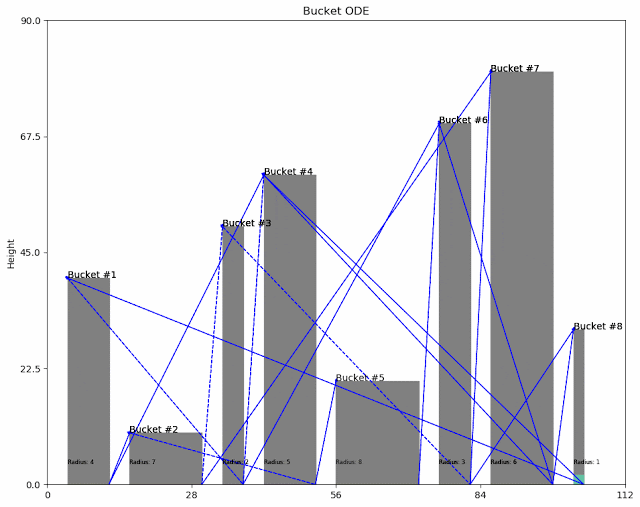 Bucket ODE
90.0
Bucket #7
Bucket #6
67.5
Bucket #4
Bucket #3
Height
45.0
Bucket #1
Bucket #8
22.5
Bucket #5
Bucket #2
Radius: 4
Radius: 7
Radius: 2
Radius: 5
Radius: 8
Radius: 3
Radius: 6
Radius: 1
0.0
0
28
56
84
112